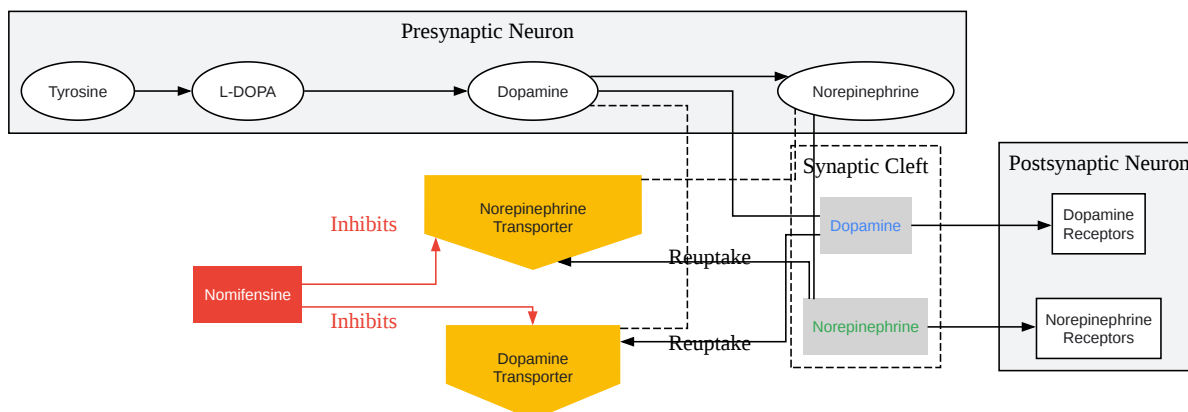 Presynaptic Neuron
Tyrosine
L-DOPA
Dopamine
Norepinephrine
Synaptic Cleft
Postsynaptic Neuron
Norepinephrine
Transporter
Inhibits
Dopamine
Dopamine
Receptors
Reuptake
Nomifensine
Inhibits
Norepinephrine
Norepinephrine
Receptors
Reuptake
Dopamine
Transporter